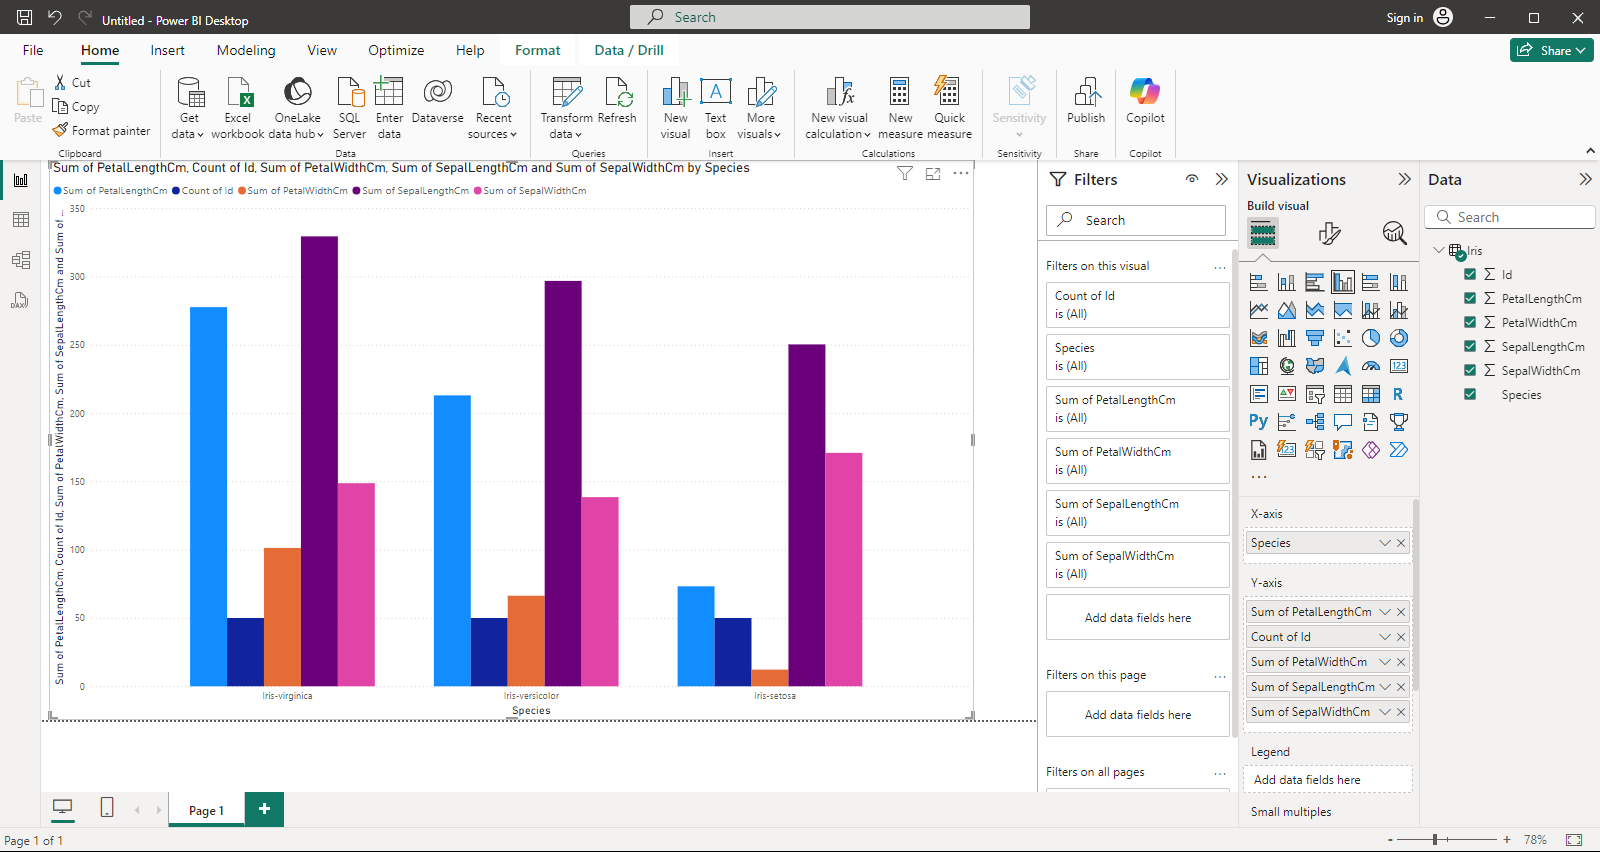 Untitled - Power BI Desktop
Search
Sign in
File
Home
Insert
Modeling
View
Optimize
Help
Format
Data / Drill
Share
Paste
Cut
Copy
Format painter
Clipboard
Get data
Excel workbook
OneLake data hub
SQL Server
Enter data
Dataverse
Recent sources
Data
Transform data
Refresh
Queries
New visual
Text box
More visuals
Insert
New visual calculation
New measure
Quick measure
Calculations
Sensitivity
Sensitivity
Publish
Share
Copilot
Copilot
Sum of PetalLengthCm, Count of Id, Sum of PetalWidthCm, Sum of SepalLengthCm and Sum of SepalWidthCm by Species
Sum of PetalLengthCm
Count of Id
Sum of PetalWidthCm
Sum of SepalLengthCm
Sum of SepalWidthCm
Sum of PetalLengthCm, Count of Id, Sum of PetalWidthCm, Sum of SepalLengthCm and Sum of ...
350
300
250
200
150
100
50
0
Iris-virginica
Iris-versicolor
Iris-setosa
Species
Filters
Search
Filters on this visual
Count of Id
is (All)
Species
is (All)
Sum of PetalLengthCm
is (All)
Sum of PetalWidthCm
is (All)
Sum of SepalLengthCm
is (All)
Sum of SepalWidthCm
is (All)
Add data fields here
Filters on this page
Add data fields here
Filters on all pages
Visualizations
Build visual
123
R
Py
123
X-axis
Species
Y-axis
Sum of PetalLengthCm
Count of Id
Sum of PetalWidthCm
Sum of SepalLengthCm
Sum of SepalWidthCm
Legend
Add data fields here
Small multiples
Data
Search
Iris
Id
PetalLengthCm
PetalWidthCm
SepalLengthCm
SepalWidthCm
Species
DAX
Page 1
Page 1 of 1
78%